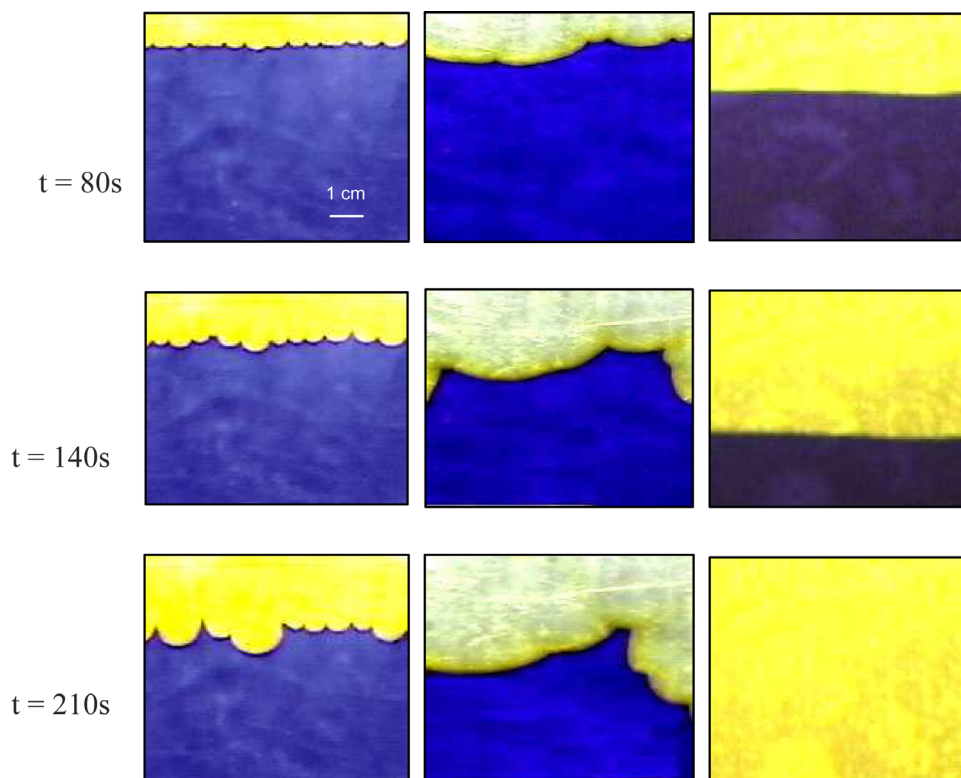 t = 80s
1 cm
t = 140s
t = 210s